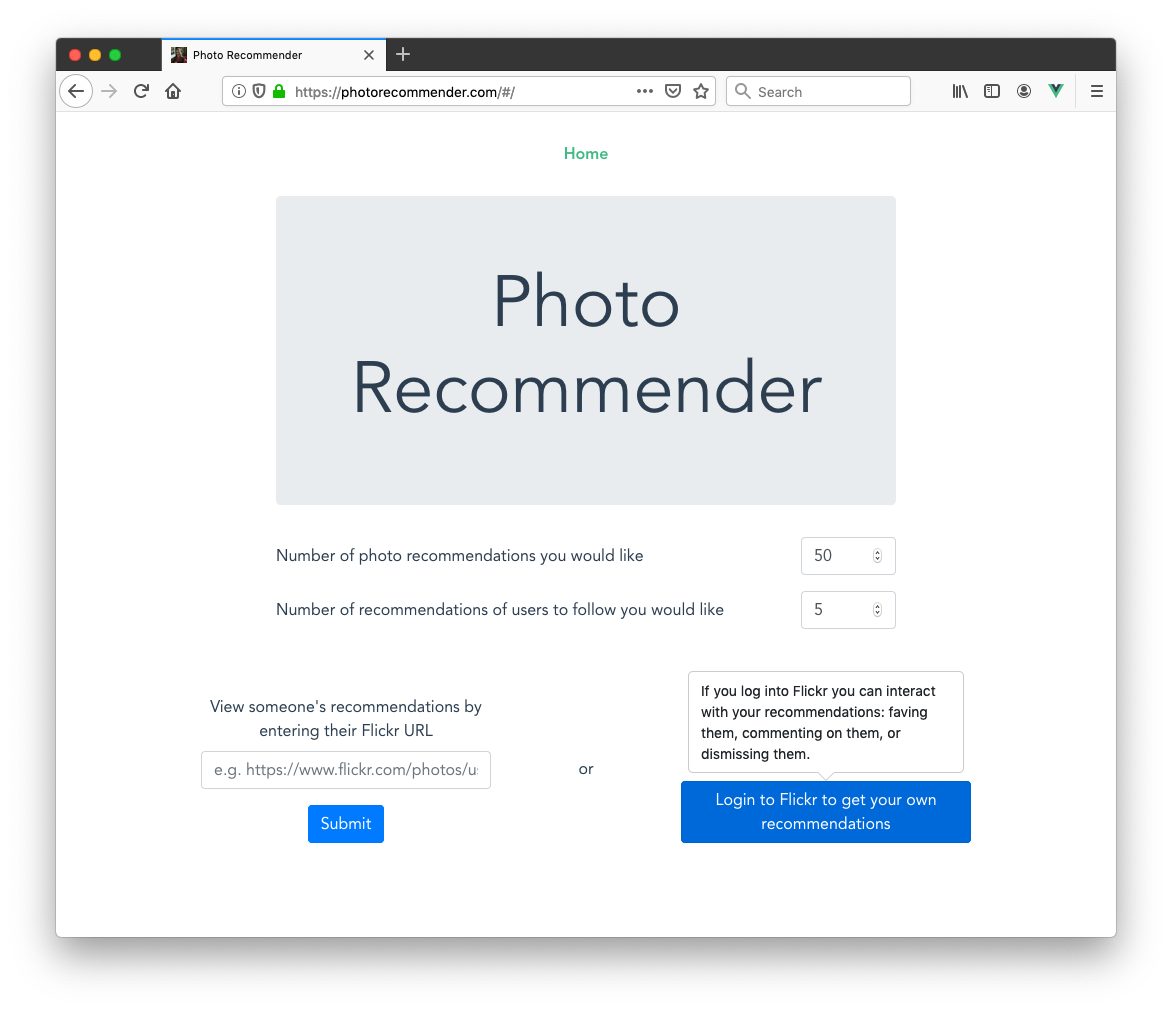 Photo Recommender
https://photorecommender.com/#/
Search
Home
Photo
Recommender
Number of photo recommendations you would like
50
Number of recommendations of users to follow you would like
5
View someone's recommendations by
entering their Flickr URL
e.g. https://www.flickr.com/photos/us
Submit
or
If you log into Flickr you can interact
with your recommendations: faving
them, commenting on them, or
dismissing them.
Login to Flickr to get your own
recommendations